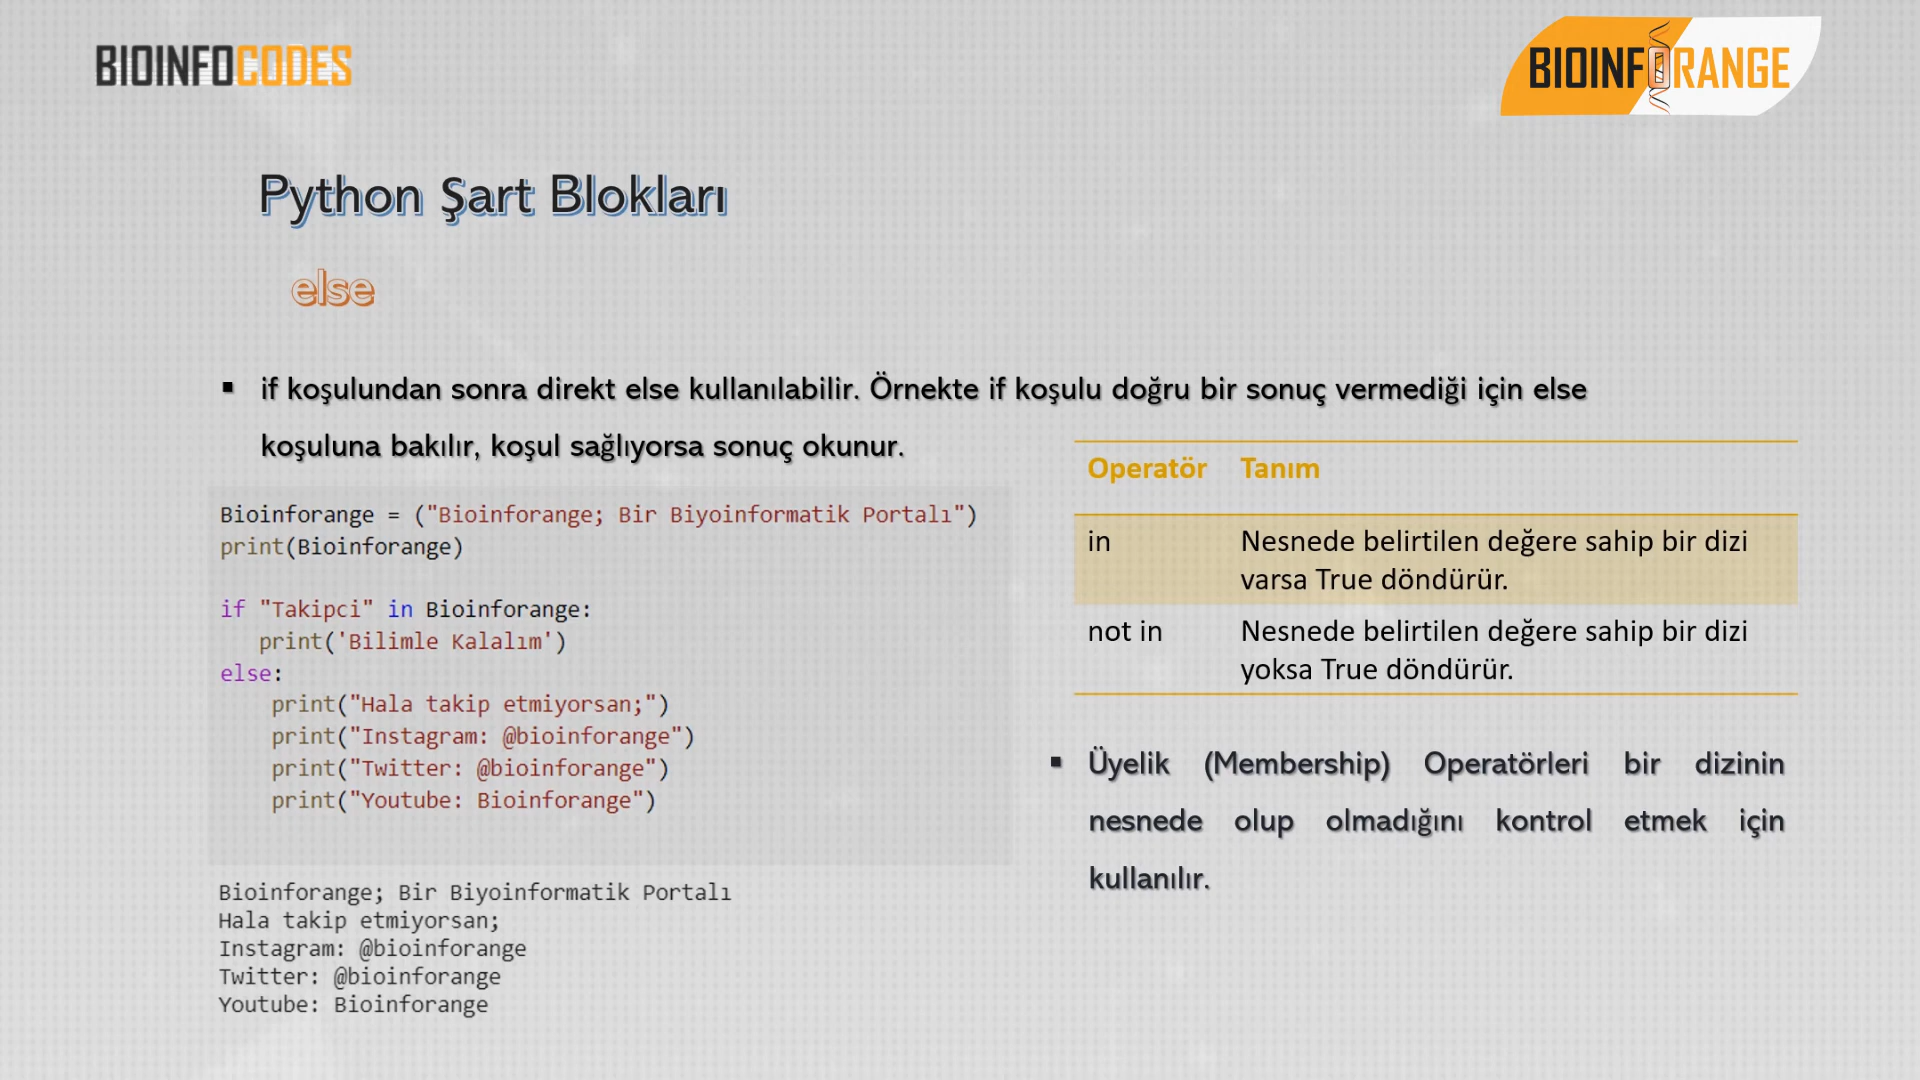 BIOINFOCODES
BIOINFORANGE
Python Şart Blokları
else
▪ if koşulundan sonra direkt else kullanılabilir. Örnekte if koşulu doğru bir sonuç vermediği için else
koşuluna bakılır, koşul sağlıyorsa sonuç okunur.
Bioinforange = ("Bioinforange; Bir Biyoinformatik Portalı")
print(Bioinforange)
if "Takipci" in Bioinforange:
   print('Bilimle Kalalım')
else:
    print("Hala takip etmiyorsan;")
    print("Instagram: @bioinforange")
    print("Twitter: @bioinforange")
    print("Youtube: Bioinforange")
Bioinforange; Bir Biyoinformatik Portalı
Hala takip etmiyorsan;
Instagram: @bioinforange
Twitter: @bioinforange
Youtube: Bioinforange
Operatör Tanım
in Nesnede belirtilen değere sahip bir dizi
varsa True döndürür.
not in Nesnede belirtilen değere sahip bir dizi
yoksa True döndürür.
▪ Üyelik (Membership) Operatörleri bir dizinin
nesnede olup olmadığını kontrol etmek için
kullanılır.